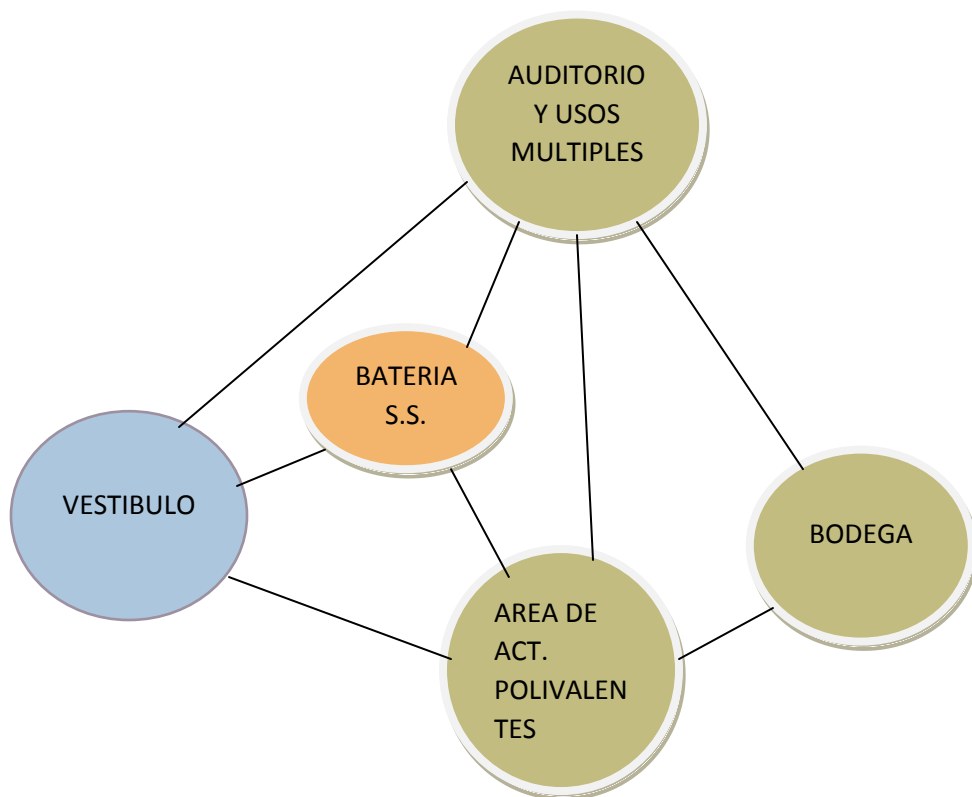 AUDITORIO
Y USOS
MULTIPLES
BATERIA
S.S.
VESTIBULO
BODEGA
AREA DE
ACT.
POLIVALEN
TES